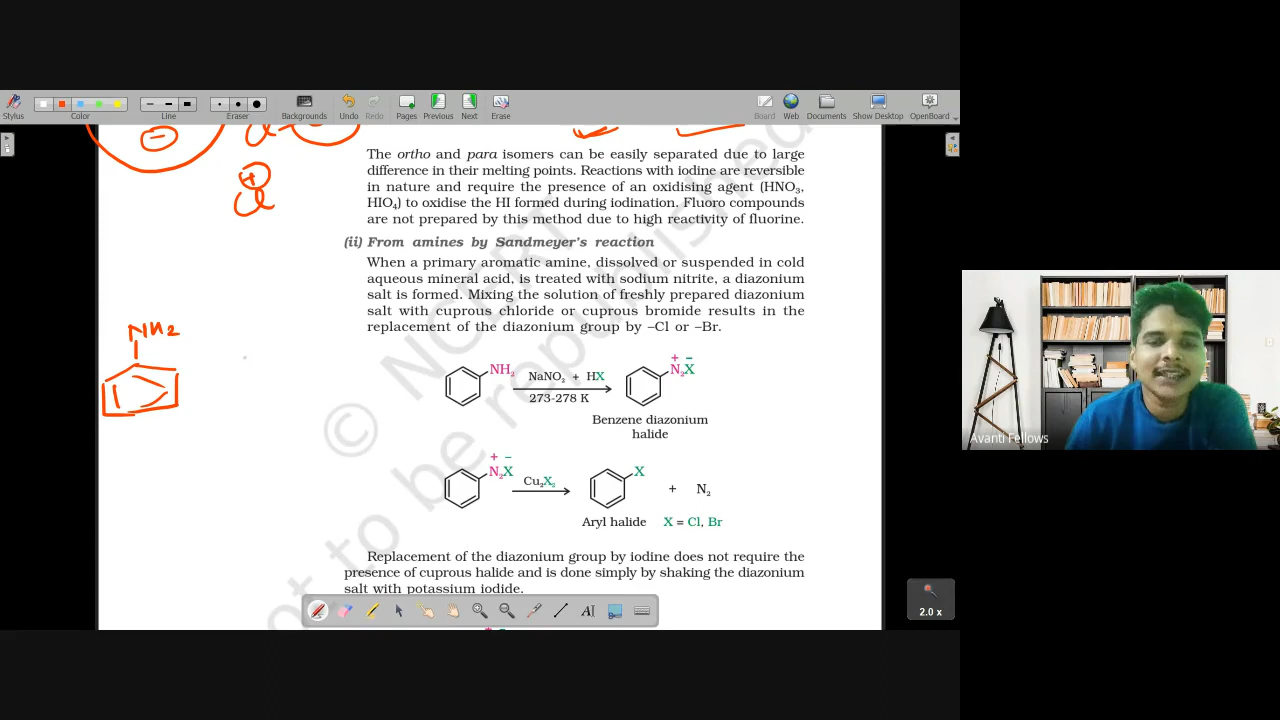 Stylus
Color
Line
Eraser
Backgrounds
Undo
Redo
Pages
Previous
Next
Erase
Board
Web
Documents
Show Desktop
OpenBoard
Cl
+
Cl
The ortho and para isomers can be easily separated due to large
difference in their melting points. Reactions with iodine are reversible
in nature and require the presence of an oxidising agent (HNO₃,
HIO₄) to oxidise the HI formed during iodination. Fluoro compounds
are not prepared by this method due to high reactivity of fluorine.
(ii) From amines by Sandmeyer’s reaction
When a primary aromatic amine, dissolved or suspended in cold
aqueous mineral acid, is treated with sodium nitrite, a diazonium
salt is formed. Mixing the solution of freshly prepared diazonium
salt with cuprous chloride or cuprous bromide results in the
replacement of the diazonium group by –Cl or –Br.
NH₂
NH₂
NaNO₂ + HX
273-278 K
+ –
N₂X
Benzene diazonium
halide
+ –
N₂X
Cu₂X₂
X
+ N₂
Aryl halide X = Cl, Br
Replacement of the diazonium group by iodine does not require the
presence of cuprous halide and is done simply by shaking the diazonium
salt with potassium iodide.
© NCERT
not to be republished
2.0 x
Avanti Fellows